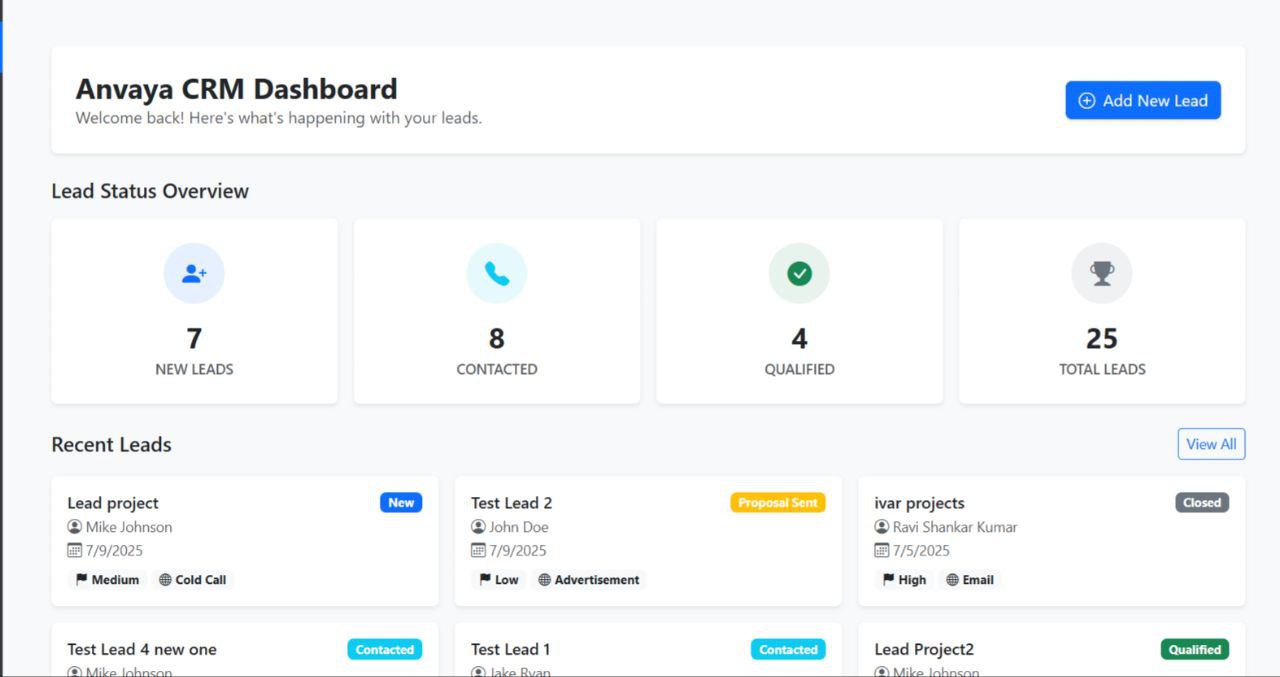 Anvaya CRM Dashboard
Welcome back! Here's what's happening with your leads.
Add New Lead
Lead Status Overview
7
NEW LEADS
8
CONTACTED
4
QUALIFIED
25
TOTAL LEADS
Recent Leads
View All
Lead project
New
Mike Johnson
7/9/2025
Medium Cold Call
Test Lead 2
Proposal Sent
John Doe
7/9/2025
Low Advertisement
ivar projects
Closed
Ravi Shankar Kumar
7/5/2025
High Email
Test Lead 4 new one
Contacted
Mike Johnson
Test Lead 1
Contacted
Jake Ryan
Lead Project2
Qualified
Mike Johnson